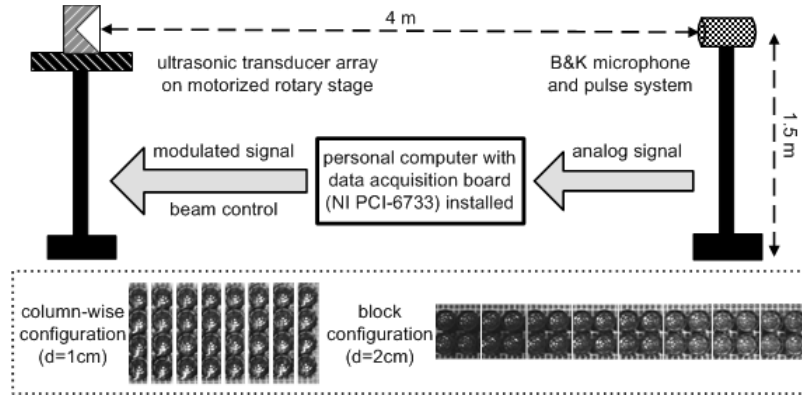 4 m
ultrasonic transducer array
on motorized rotary stage
B&K microphone
and pulse system
1.5 m
modulated signal
beam control
personal computer with
data acquisition board
(NI PCI-6733) installed
analog signal
column-wise
configuration
(d=1cm)
block
configuration
(d=2cm)